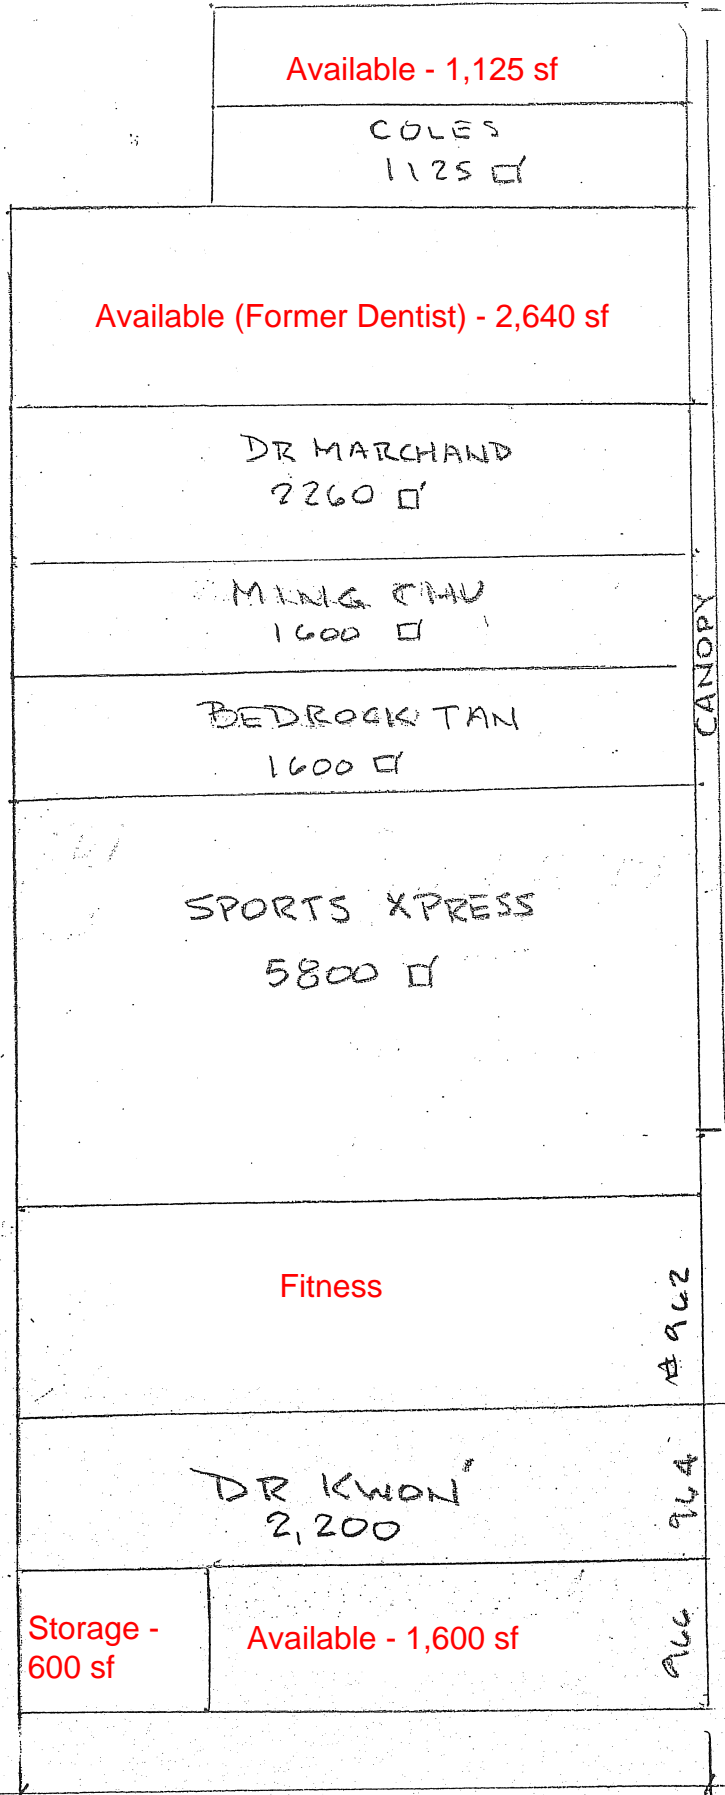 Available - 1,125 sf
COLES
1125 □'
Available (Former Dentist) - 2,640 sf
DR MARCHAND
2260 □'
MING CHU
1600 □'
CANOPY
BEDROCK TAN
1600 □'
SPORTS XPRESS
5800 □'
Fitness
#962
DR KWON
2,200
964
Storage -
600 sf
Available - 1,600 sf
966